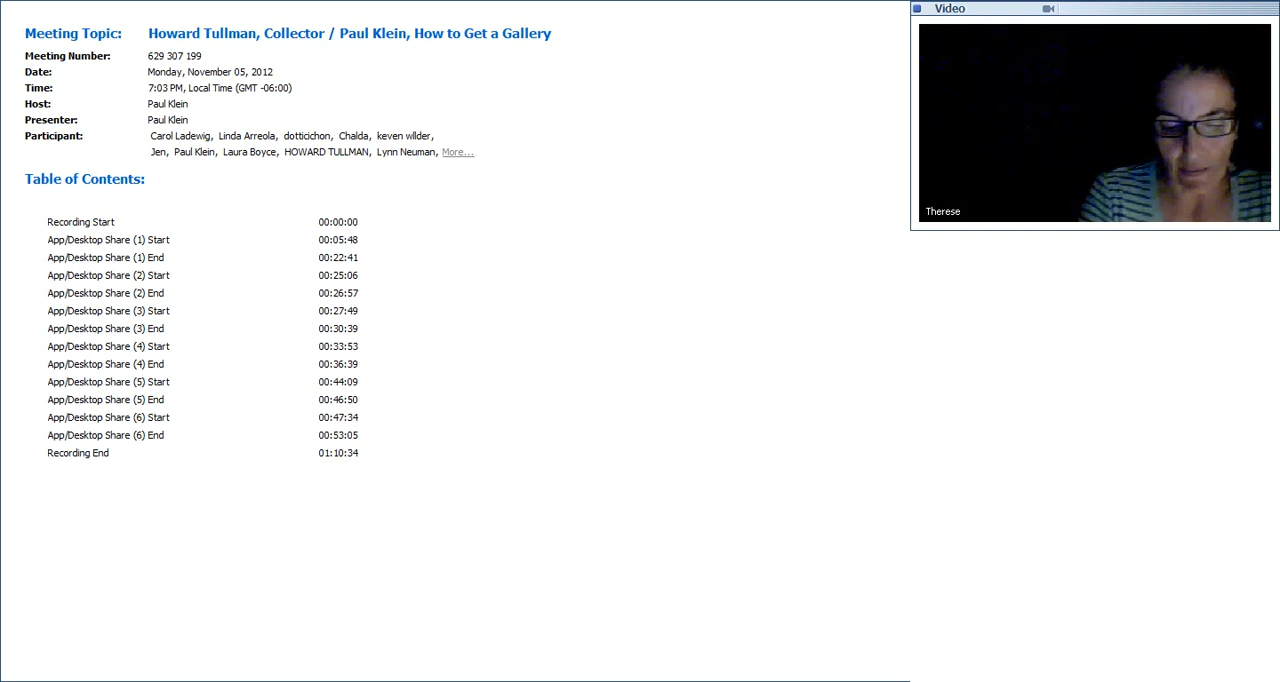 Meeting Topic: Howard Tullman, Collector / Paul Klein, How to Get a Gallery
Meeting Number: 629 307 199
Date: Monday, November 05, 2012
Time: 7:03 PM, Local Time (GMT -06:00)
Host: Paul Klein
Presenter: Paul Klein
Participant: Carol Ladewig, Linda Arreola, dotticichon, Chalda, keven wllder,
Jen, Paul Klein, Laura Boyce, HOWARD TULLMAN, Lynn Neuman, More...
Table of Contents:
Recording Start 00:00:00
App/Desktop Share (1) Start 00:05:48
App/Desktop Share (1) End 00:22:41
App/Desktop Share (2) Start 00:25:06
App/Desktop Share (2) End 00:26:57
App/Desktop Share (3) Start 00:27:49
App/Desktop Share (3) End 00:30:39
App/Desktop Share (4) Start 00:33:53
App/Desktop Share (4) End 00:36:39
App/Desktop Share (5) Start 00:44:09
App/Desktop Share (5) End 00:46:50
App/Desktop Share (6) Start 00:47:34
App/Desktop Share (6) End 00:53:05
Recording End 01:10:34
Video
Therese